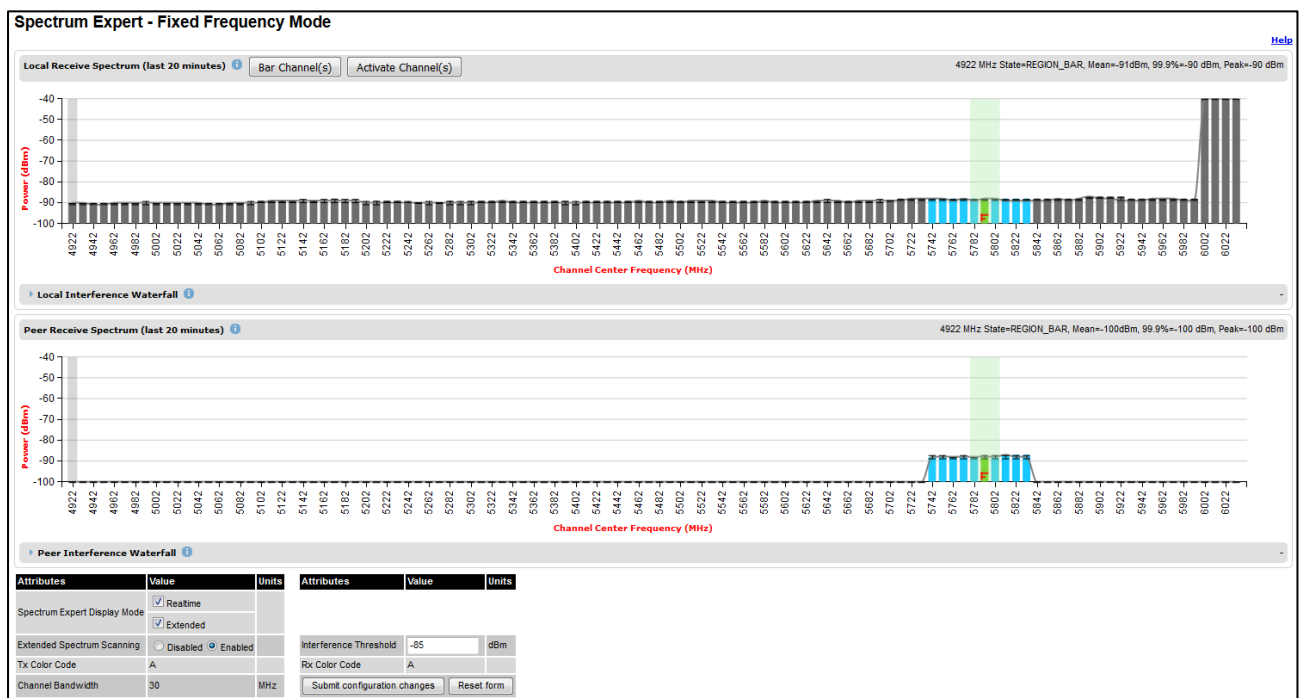 Spectrum Expert - Fixed Frequency Mode
Help
Local Receive Spectrum (last 20 minutes) i Bar Channel(s) Activate Channel(s) 4922 MHz State=REGION_BAR, Mean=-91dBm, 99.9%=-90 dBm, Peak=-90 dBm
-40
-50
-60
-70
-80
-90
-100
Power (dBm)
F
4922 4942 4962 4982 5002 5022 5042 5062 5082 5102 5122 5142 5162 5182 5202 5222 5242 5262 5282 5302 5322 5342 5362 5382 5402 5422 5442 5462 5482 5502 5522 5542 5562 5582 5602 5622 5642 5662 5682 5702 5722 5742 5762 5782 5802 5822 5842 5862 5882 5902 5922 5942 5962 5982 6002 6022
Channel Center Frequency (MHz)
Local Interference Waterfall i -
Peer Receive Spectrum (last 20 minutes) i 4922 MHz State=REGION_BAR, Mean=-100dBm, 99.9%=-100 dBm, Peak=-100 dBm
-40
-50
-60
-70
-80
-90
-100
Power (dBm)
F
4922 4942 4962 4982 5002 5022 5042 5062 5082 5102 5122 5142 5162 5182 5202 5222 5242 5262 5282 5302 5322 5342 5362 5382 5402 5422 5442 5462 5482 5502 5522 5542 5562 5582 5602 5622 5642 5662 5682 5702 5722 5742 5762 5782 5802 5822 5842 5862 5882 5902 5922 5942 5962 5982 6002 6022
Channel Center Frequency (MHz)
Peer Interference Waterfall i -
Attributes Value Units Attributes Value Units
Spectrum Expert Display Mode Realtime
Extended
Extended Spectrum Scanning Disabled Enabled Interference Threshold -85 dBm
Tx Color Code A Rx Color Code A
Channel Bandwidth 30 MHz Submit configuration changes Reset form